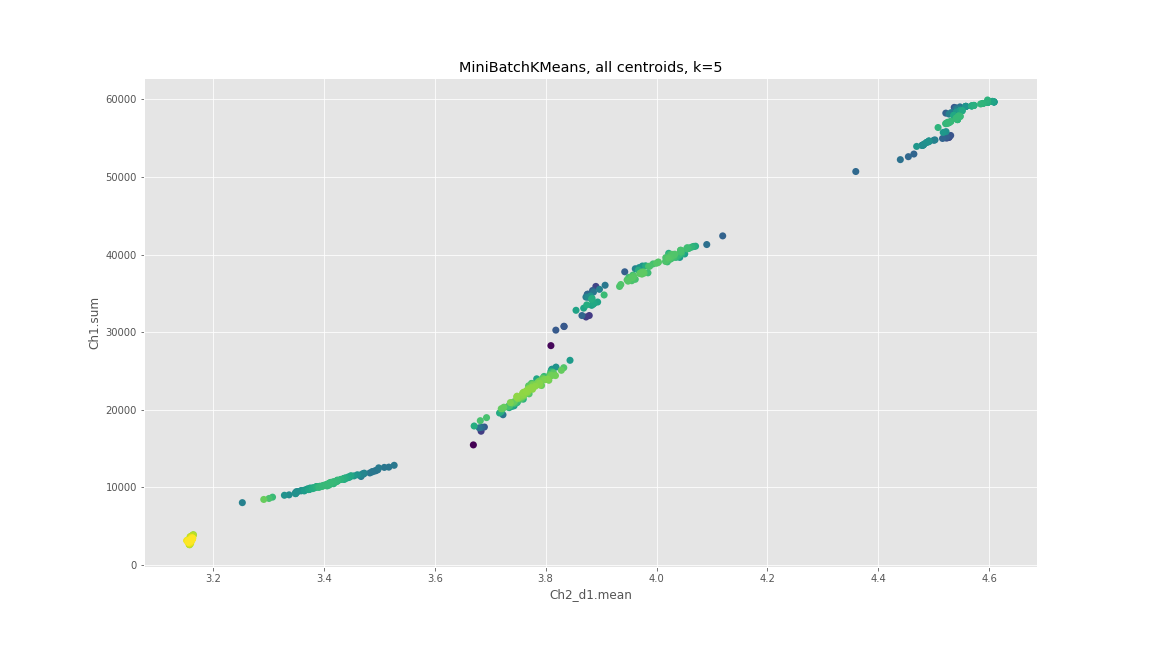 MiniBatchKMeans, all centroids, k=5
60000
50000
40000
30000
20000
10000
0
Ch1.sum
3.2 3.4 3.6 3.8 4.0 4.2 4.4 4.6
Ch2_d1.mean